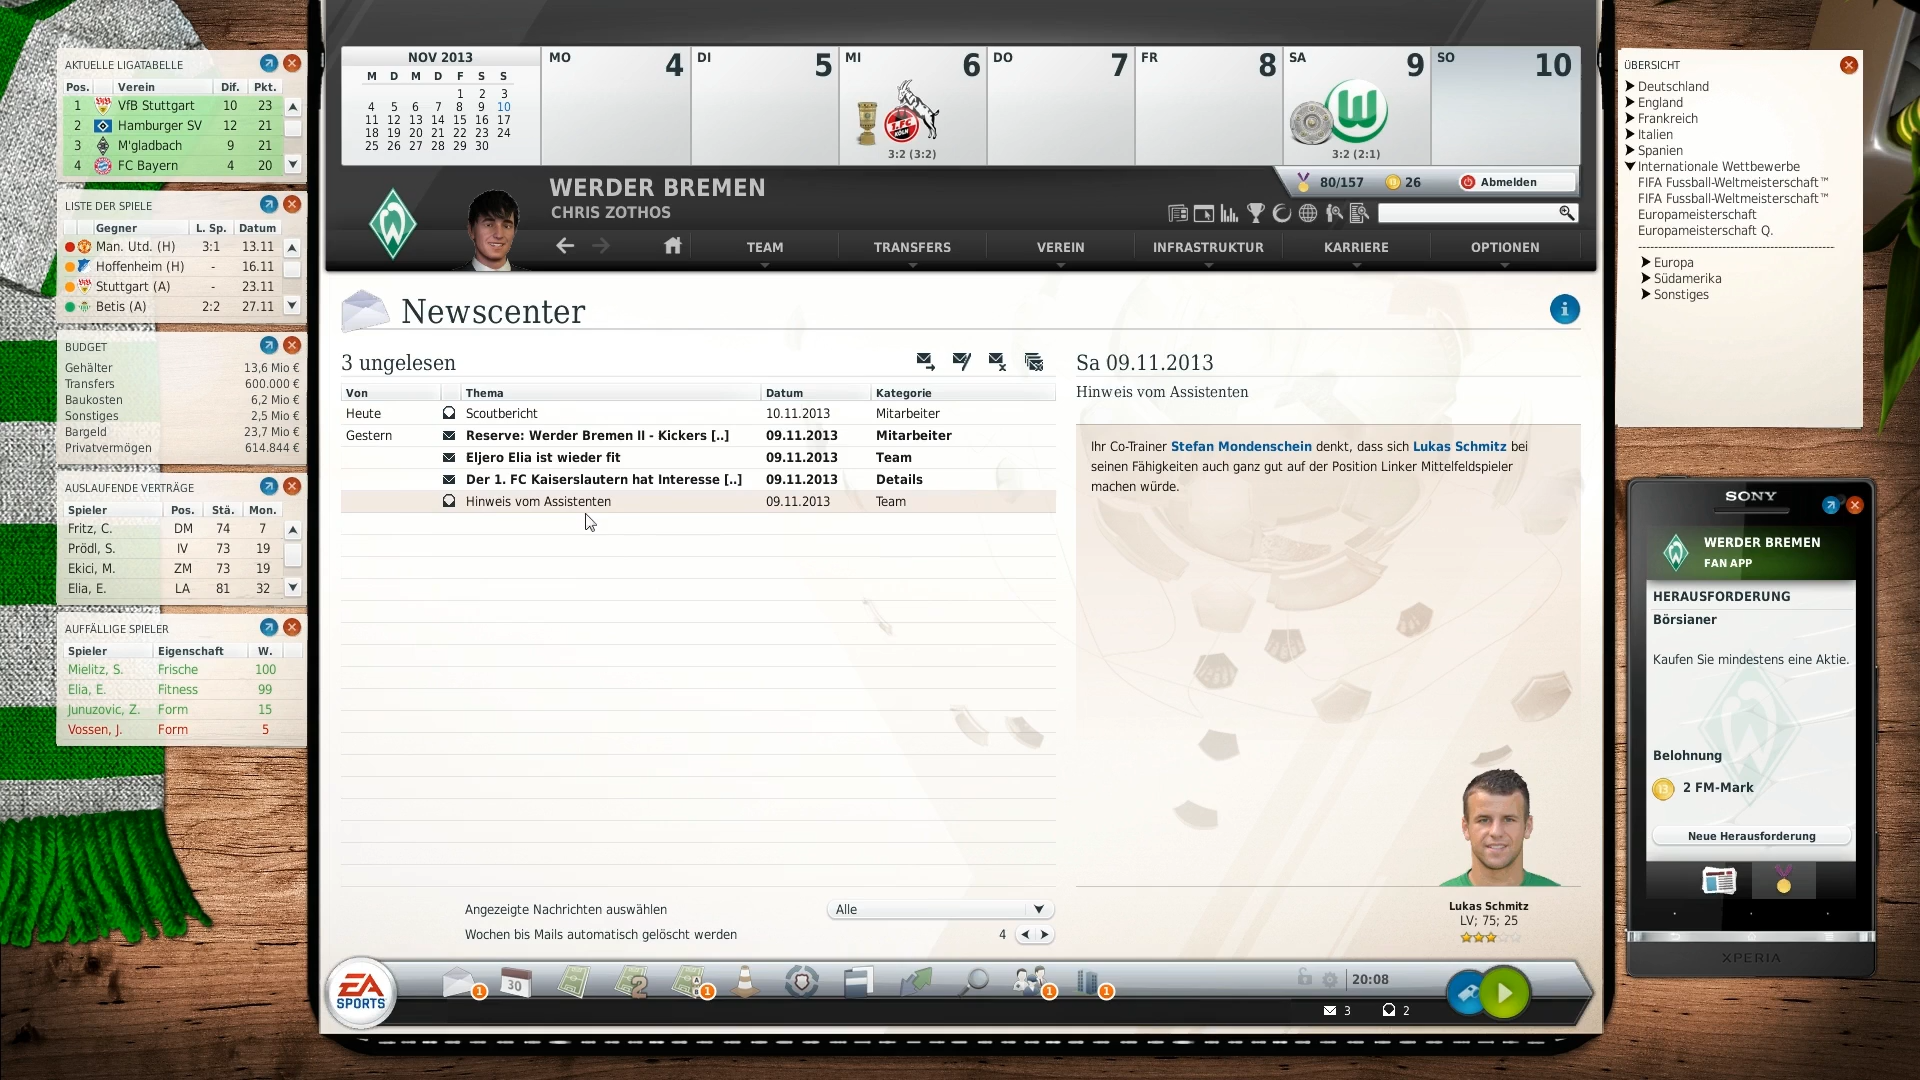 AKTUELLE LIGATABELLE
Pos. Verein Dif. Pkt.
1 VfB Stuttgart 10 23
2 Hamburger SV 12 21
3 M'gladbach 9 21
4 FC Bayern 4 20
LISTE DER SPIELE
Gegner L. Sp. Datum
Man. Utd. (H) 3:1 13.11
Hoffenheim (H) - 16.11
Stuttgart (A) - 23.11
Betis (A) 2:2 27.11
BUDGET
Gehälter 13,6 Mio €
Transfers 600.000 €
Baukosten 6,2 Mio €
Sonstiges 2,5 Mio €
Bargeld 23,7 Mio €
Privatvermögen 614.844 €
AUSLAUFENDE VERTRÄGE
Spieler Pos. Stä. Mon.
Fritz, C. DM 74 7
Prödl, S. IV 73 19
Ekici, M. ZM 73 19
Elia, E. LA 81 32
AUFFÄLLIGE SPIELER
Spieler Eigenschaft W.
Mielitz, S. Frische 100
Elia, E. Fitness 99
Junuzovic, Z. Form 15
Vossen, J. Form 5
NOV 2013
M D M D F S S
1 2 3
4 5 6 7 8 9 10
11 12 13 14 15 16 17
18 19 20 21 22 23 24
25 26 27 28 29 30
MO 4
DI 5
MI 6
1.FC KÖLN
3:2 (3:2)
DO 7
FR 8
SA 9
3:2 (2:1)
SO 10
WERDER BREMEN
CHRIS ZOTHOS
80/157 26 Abmelden
TEAM TRANSFERS VEREIN INFRASTRUKTUR KARRIERE OPTIONEN
Newscenter
i
3 ungelesen
Von Thema Datum Kategorie
Heute Scoutbericht 10.11.2013 Mitarbeiter
Gestern Reserve: Werder Bremen II - Kickers [..] 09.11.2013 Mitarbeiter
Eljero Elia ist wieder fit 09.11.2013 Team
Der 1. FC Kaiserslautern hat Interesse [..] 09.11.2013 Details
Hinweis vom Assistenten 09.11.2013 Team
Angezeigte Nachrichten auswählen Alle
Wochen bis Mails automatisch gelöscht werden 4
Sa 09.11.2013
Hinweis vom Assistenten
Ihr Co-Trainer Stefan Mondenschein denkt, dass sich Lukas Schmitz bei
seinen Fähigkeiten auch ganz gut auf der Position Linker Mittelfeldspieler
machen würde.
Lukas Schmitz
LV; 75; 25
EA SPORTS
1 30 2 1 1 1
20:08
3 2
ÜBERSICHT
Deutschland
England
Frankreich
Italien
Spanien
Internationale Wettbewerbe
FIFA Fussball-Weltmeisterschaft™
FIFA Fussball-Weltmeisterschaft™
Europameisterschaft
Europameisterschaft Q.
Europa
Südamerika
Sonstiges
SONY
WERDER BREMEN
FAN APP
HERAUSFORDERUNG
Börsianer
Kaufen Sie mindestens eine Aktie.
Belohnung
13 2 FM-Mark
Neue Herausforderung
XPERIA